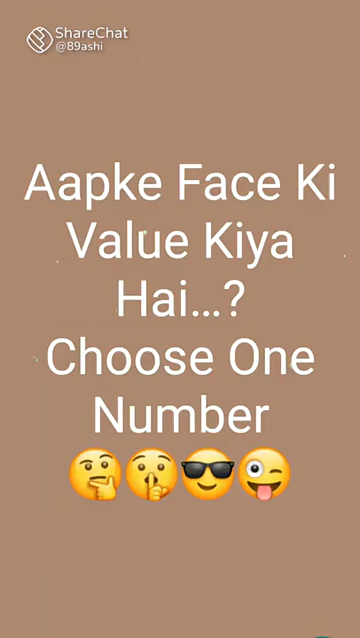 ShareChat
@89ashi
Aapke Face Ki
Value Kiya
Hai...?
Choose One
Number
🤔🤫😎😜